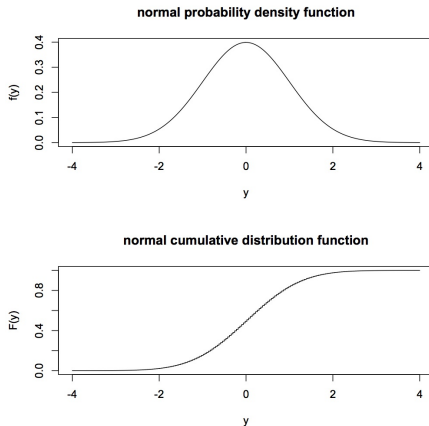 normal probability density function
f(y)
0.4
0.3
0.2
0.1
0.0
-4 -2 0 2 4
y
normal cumulative distribution function
F(y)
0.8
0.4
0.0
-4 -2 0 2 4
y